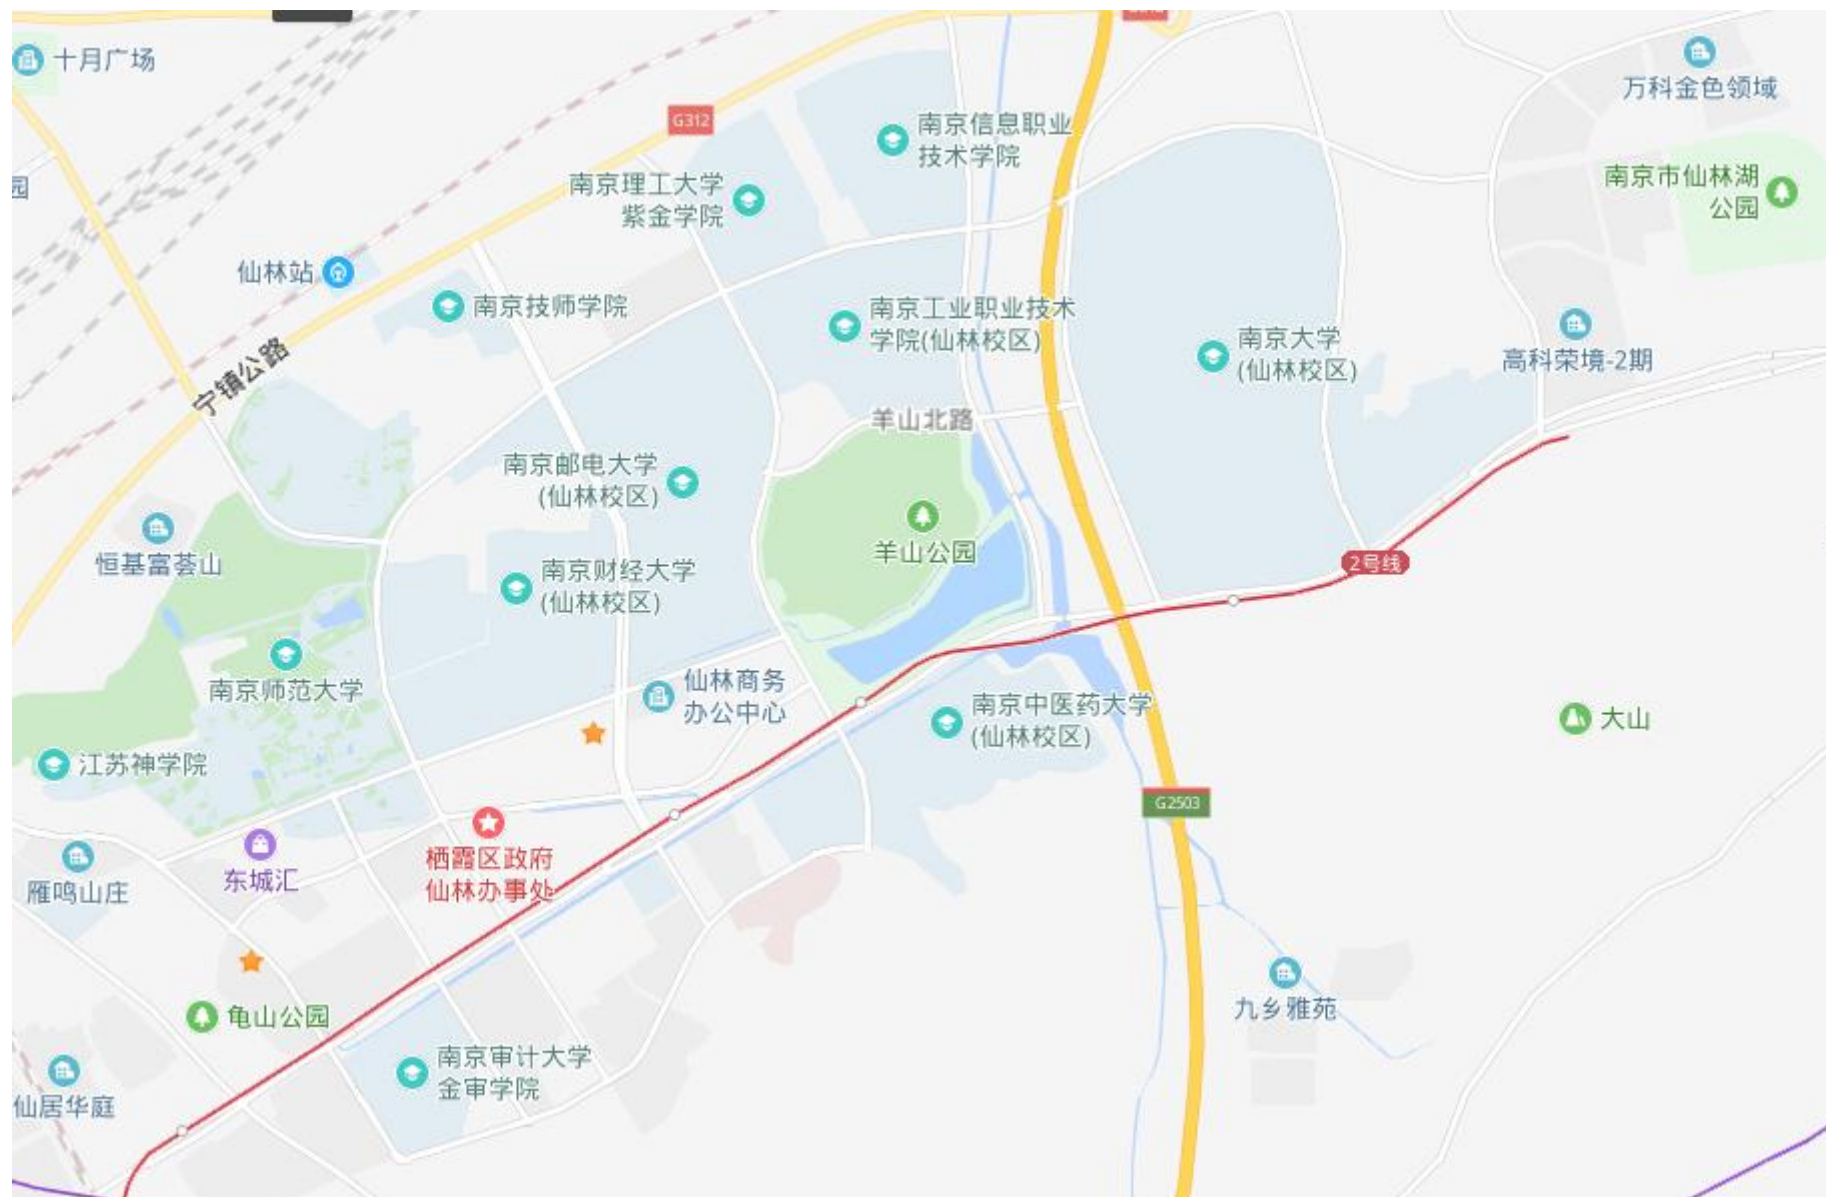 十月广场
万科金色领域
G312
南京信息职业
技术学院
园
南京理工大学
紫金学院
南京市仙林湖
公园
仙林站
南京技师学院
南京工业职业技术
学院(仙林校区)
南京大学
(仙林校区)
高科荣境-2期
宁镇公路
羊山北路
南京邮电大学
(仙林校区)
羊山公园
恒基富荟山
南京财经大学
(仙林校区)
2号线
南京师范大学
仙林商务
办公中心
南京中医药大学
(仙林校区)
大山
江苏神学院
G2503
栖霞区政府
仙林办事处
东城汇
雁鸣山庄
九乡雅苑
龟山公园
南京审计大学
金审学院
仙居华庭